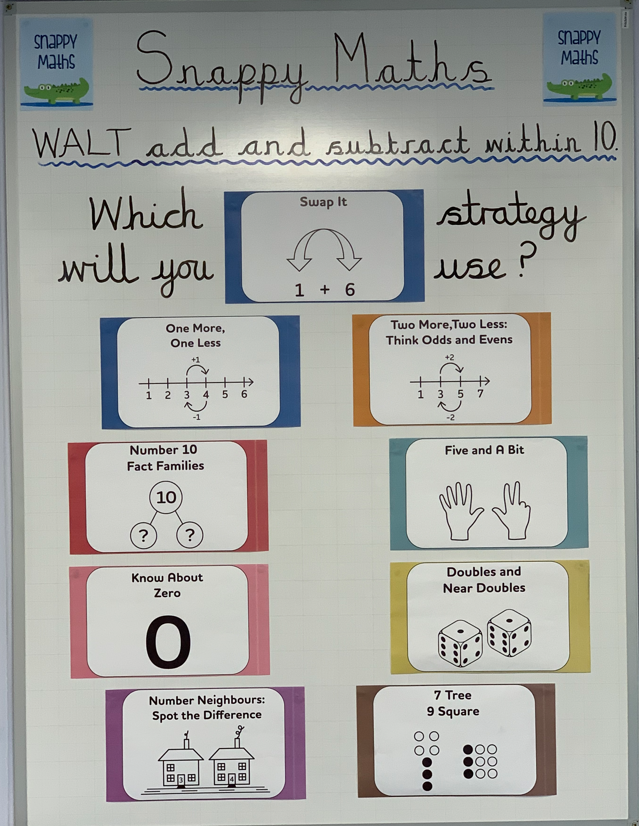 SNAPPY
MATHS
Snappy Maths
SNAPPY
MATHS
WALT add and subtract within 10.
Which
will you
Swap It
1 + 6
strategy
use?
One More,
One Less
+1
1 2 3 4 5 6
-1
Two More,Two Less:
Think Odds and Evens
+2
1 3 5 7
-2
Number 10
Fact Families
10
? ?
Five and A Bit
Know About
Zero
0
Doubles and
Near Doubles
Number Neighbours:
Spot the Difference
3 4
7 Tree
9 Square